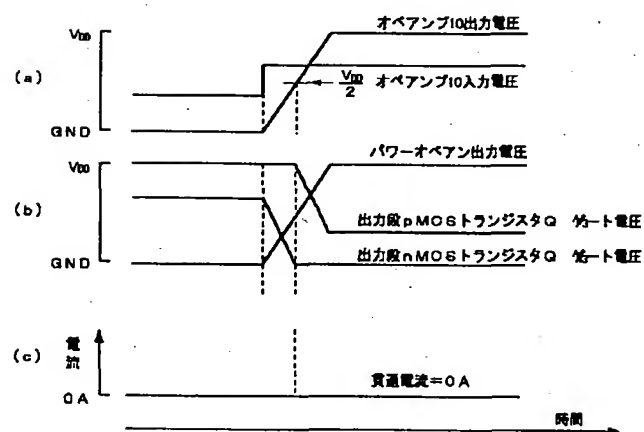 (a)
VDD
オペアンプ10出力電圧
VDD
2
オペアンプ10入力電圧
GND
(b)
VDD
パワーオペアン出力電圧
出力段pMOSトランジスタQ ゲート電圧
出力段nMOSトランジスタQ ゲート電圧
GND
(c)
電流
0A
貫通電流=0A
時間